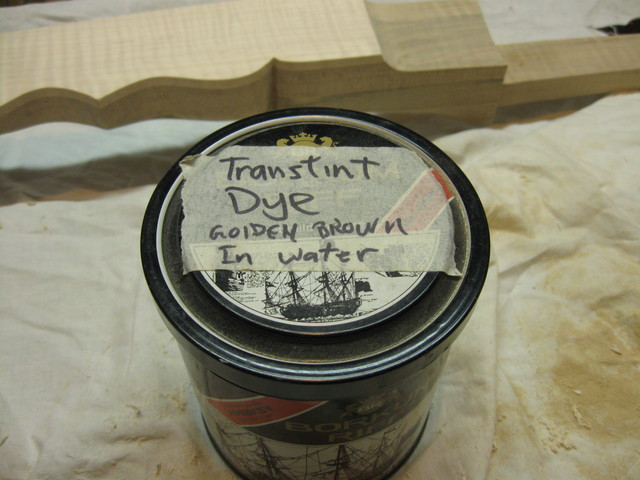 Transtint
Dye
GOLDEN BROWN
In water